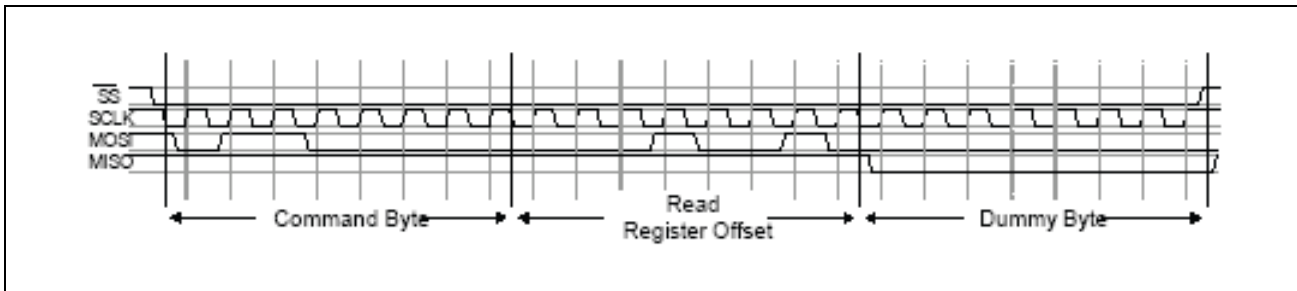 SS
SCLK
MOSI
MISO
Command Byte
Read
Register Offset
Dummy Byte